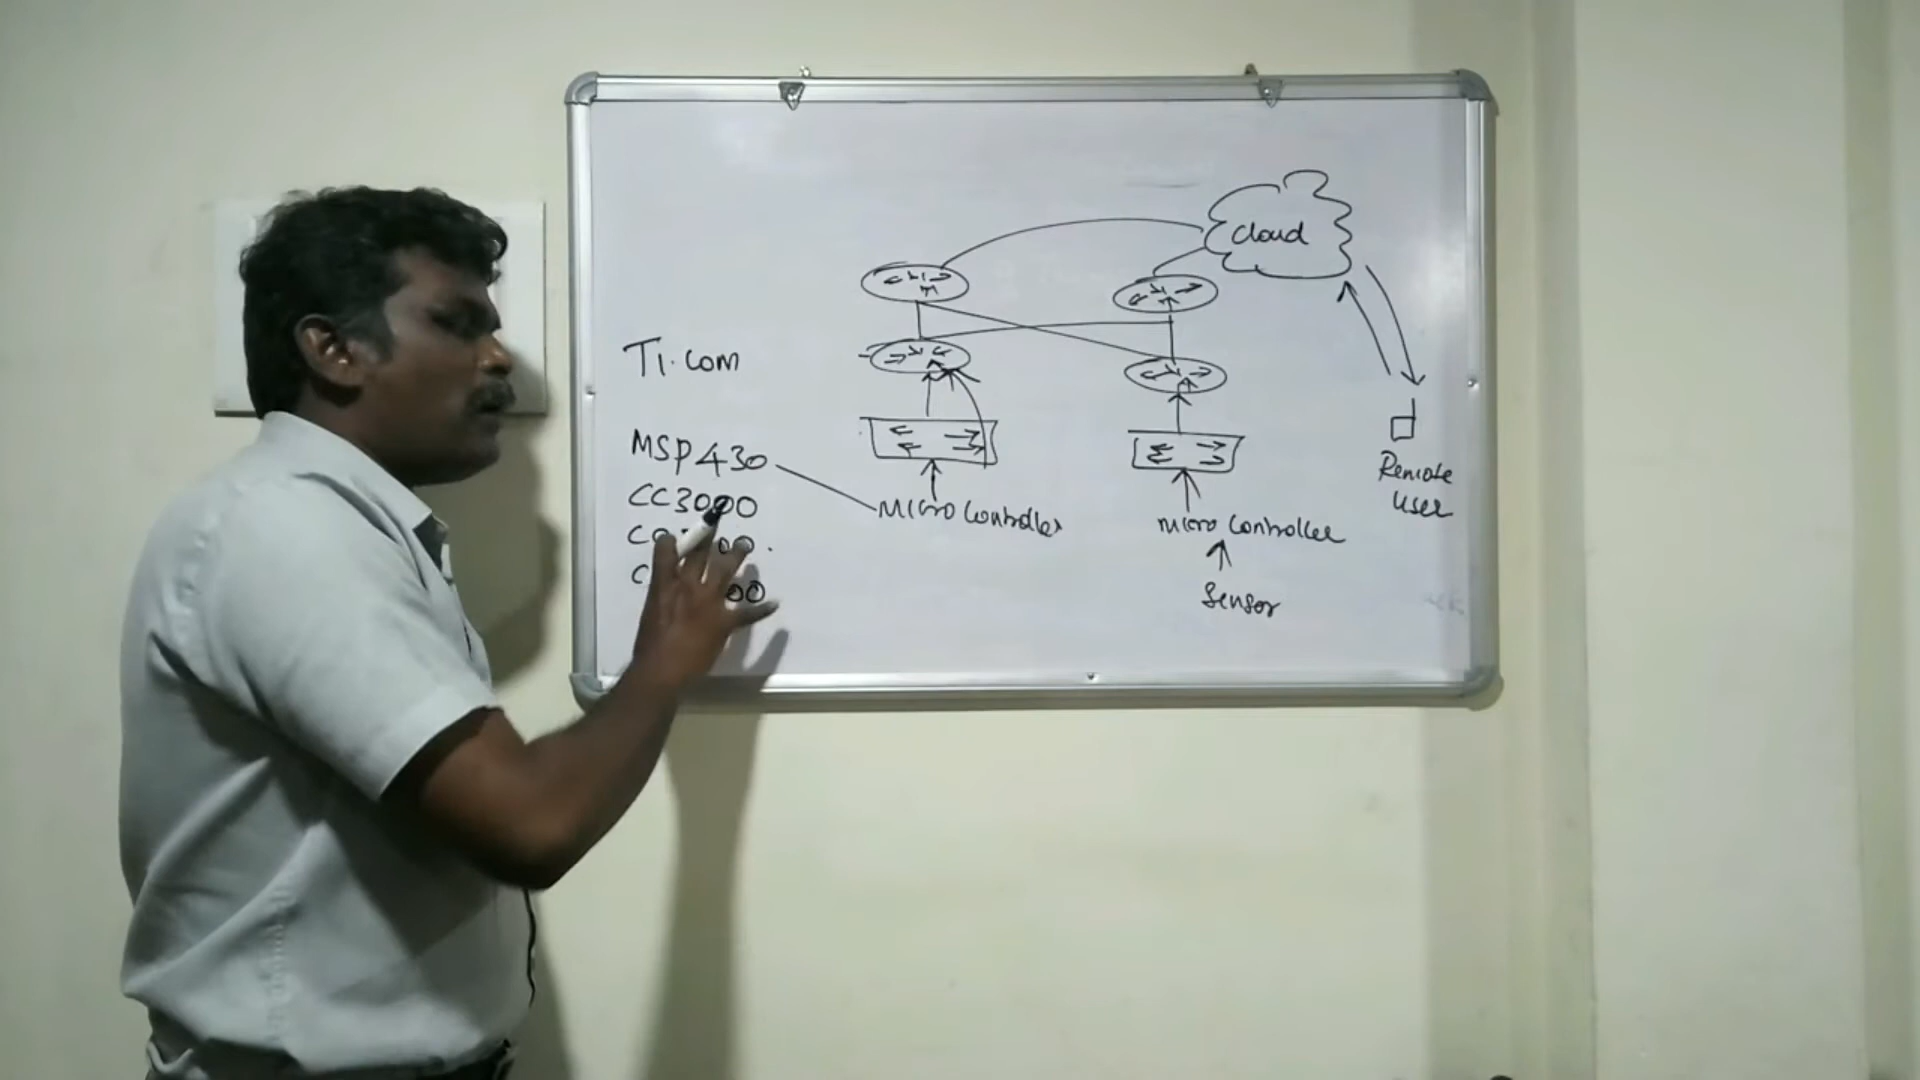 cloud
TI.com
MSP430
CC3000
Micro Controller
micro controller
Sensor
Remote
User